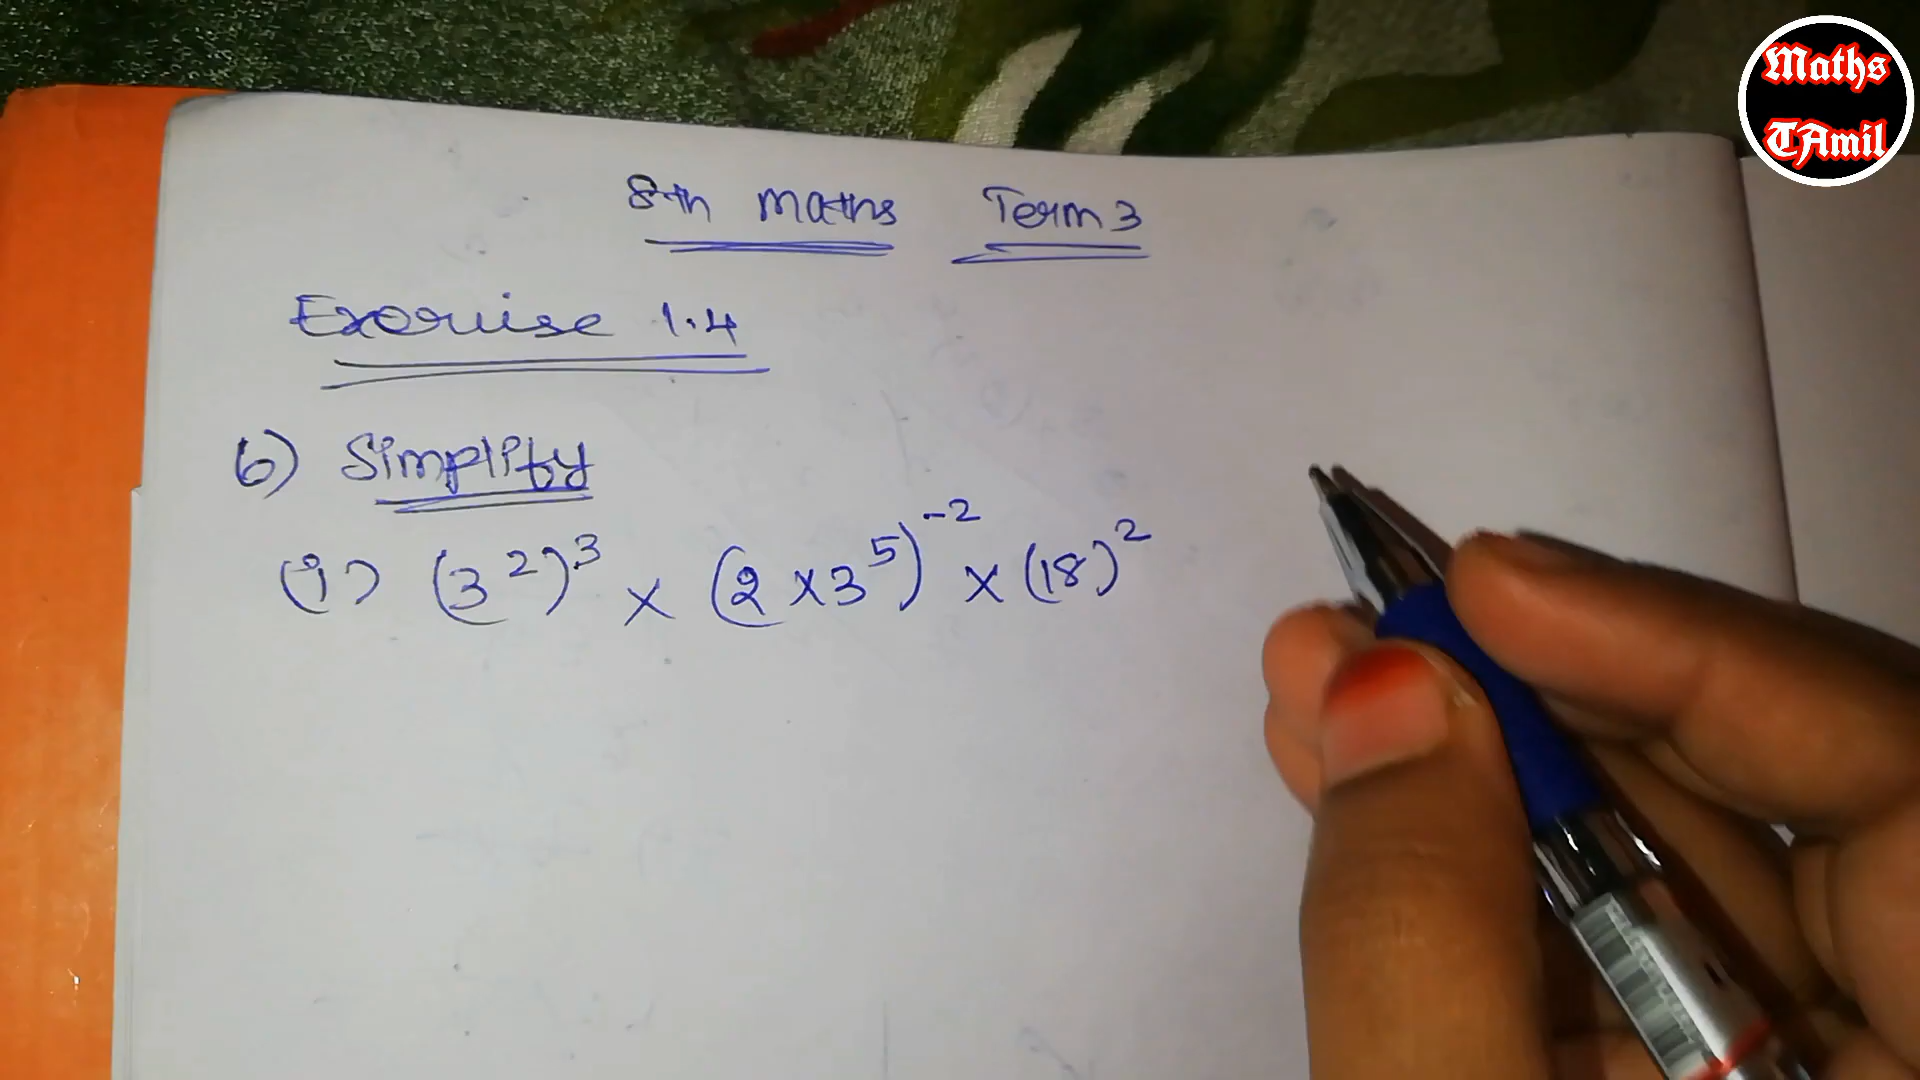 Maths
TAmil
8th maths Term 3
Exercise 1.4
6) Simplify
(i) (3²)³ × (2 × 3⁵)⁻² × (18)²